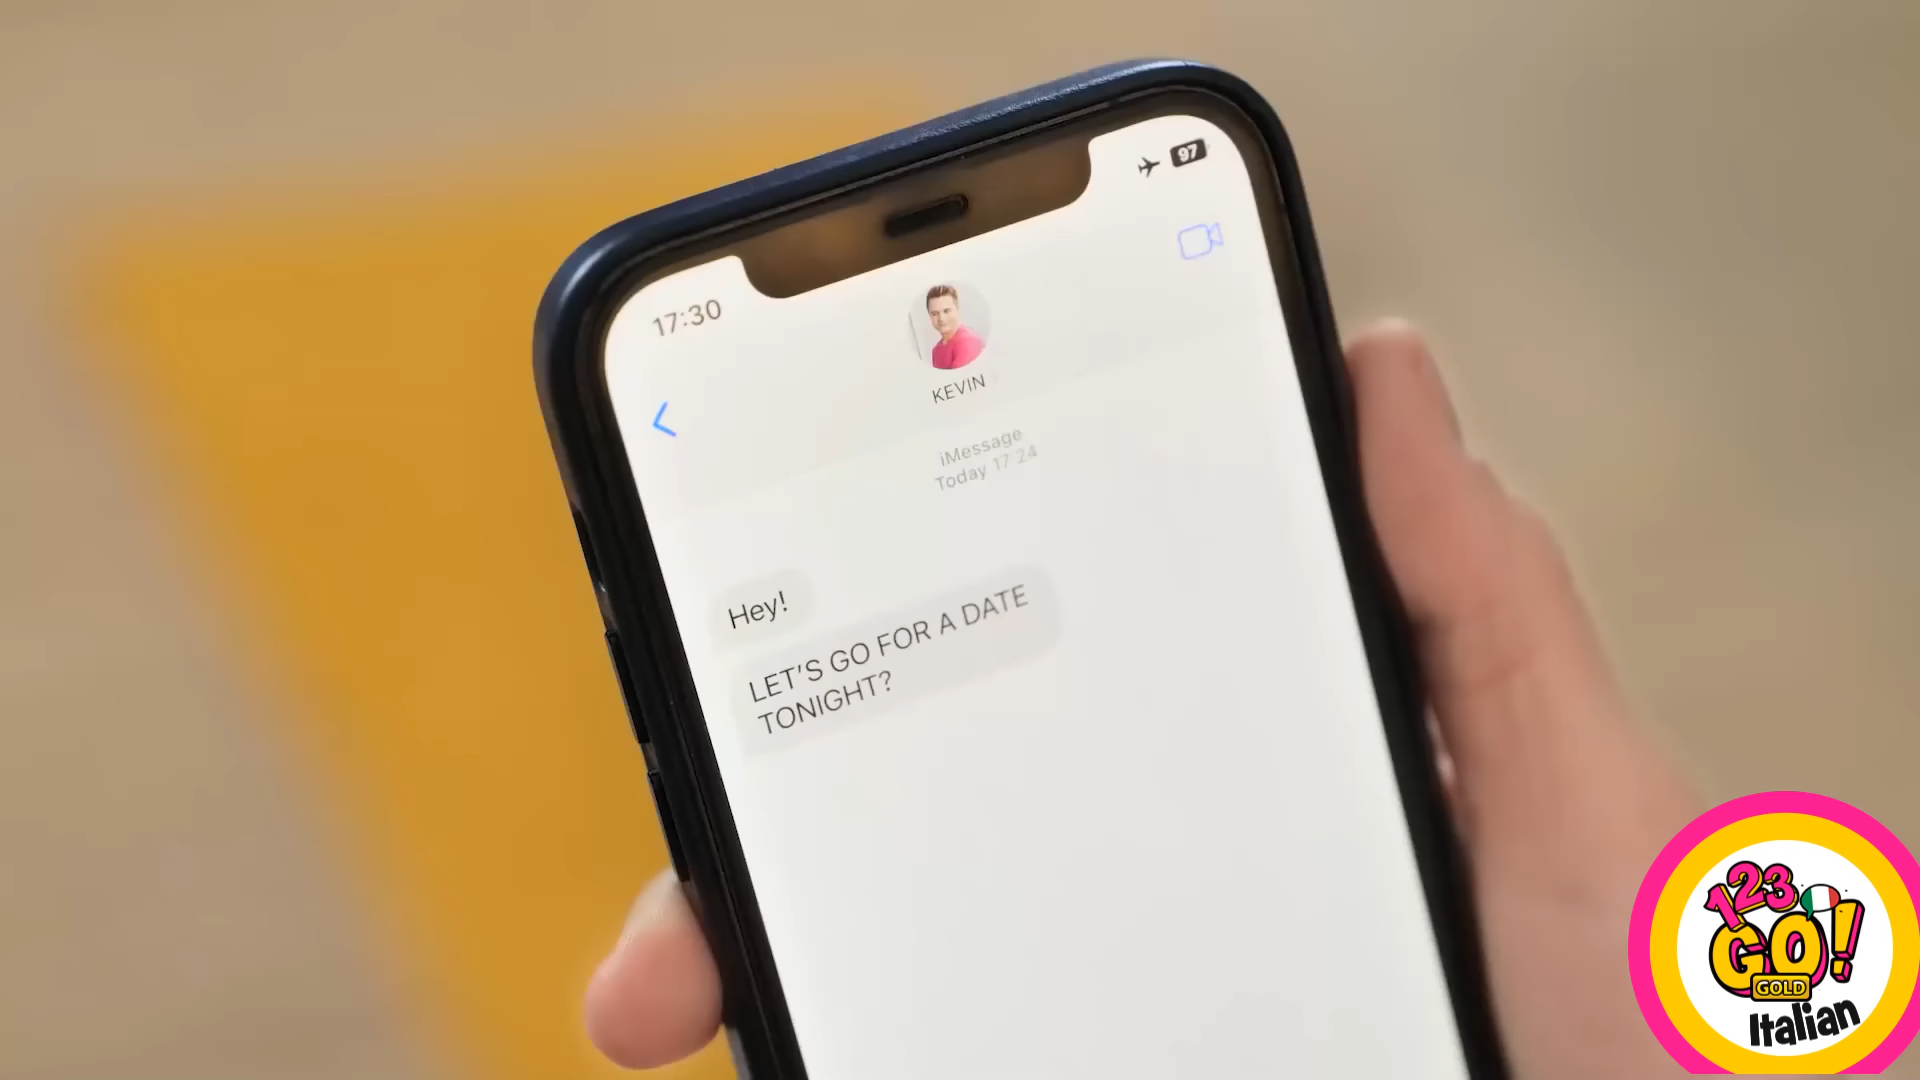 17:30
97
KEVIN
iMessage
Today 17 24
Hey!
LET'S GO FOR A DATE
TONIGHT?
123
GO!
GOLD
Italian